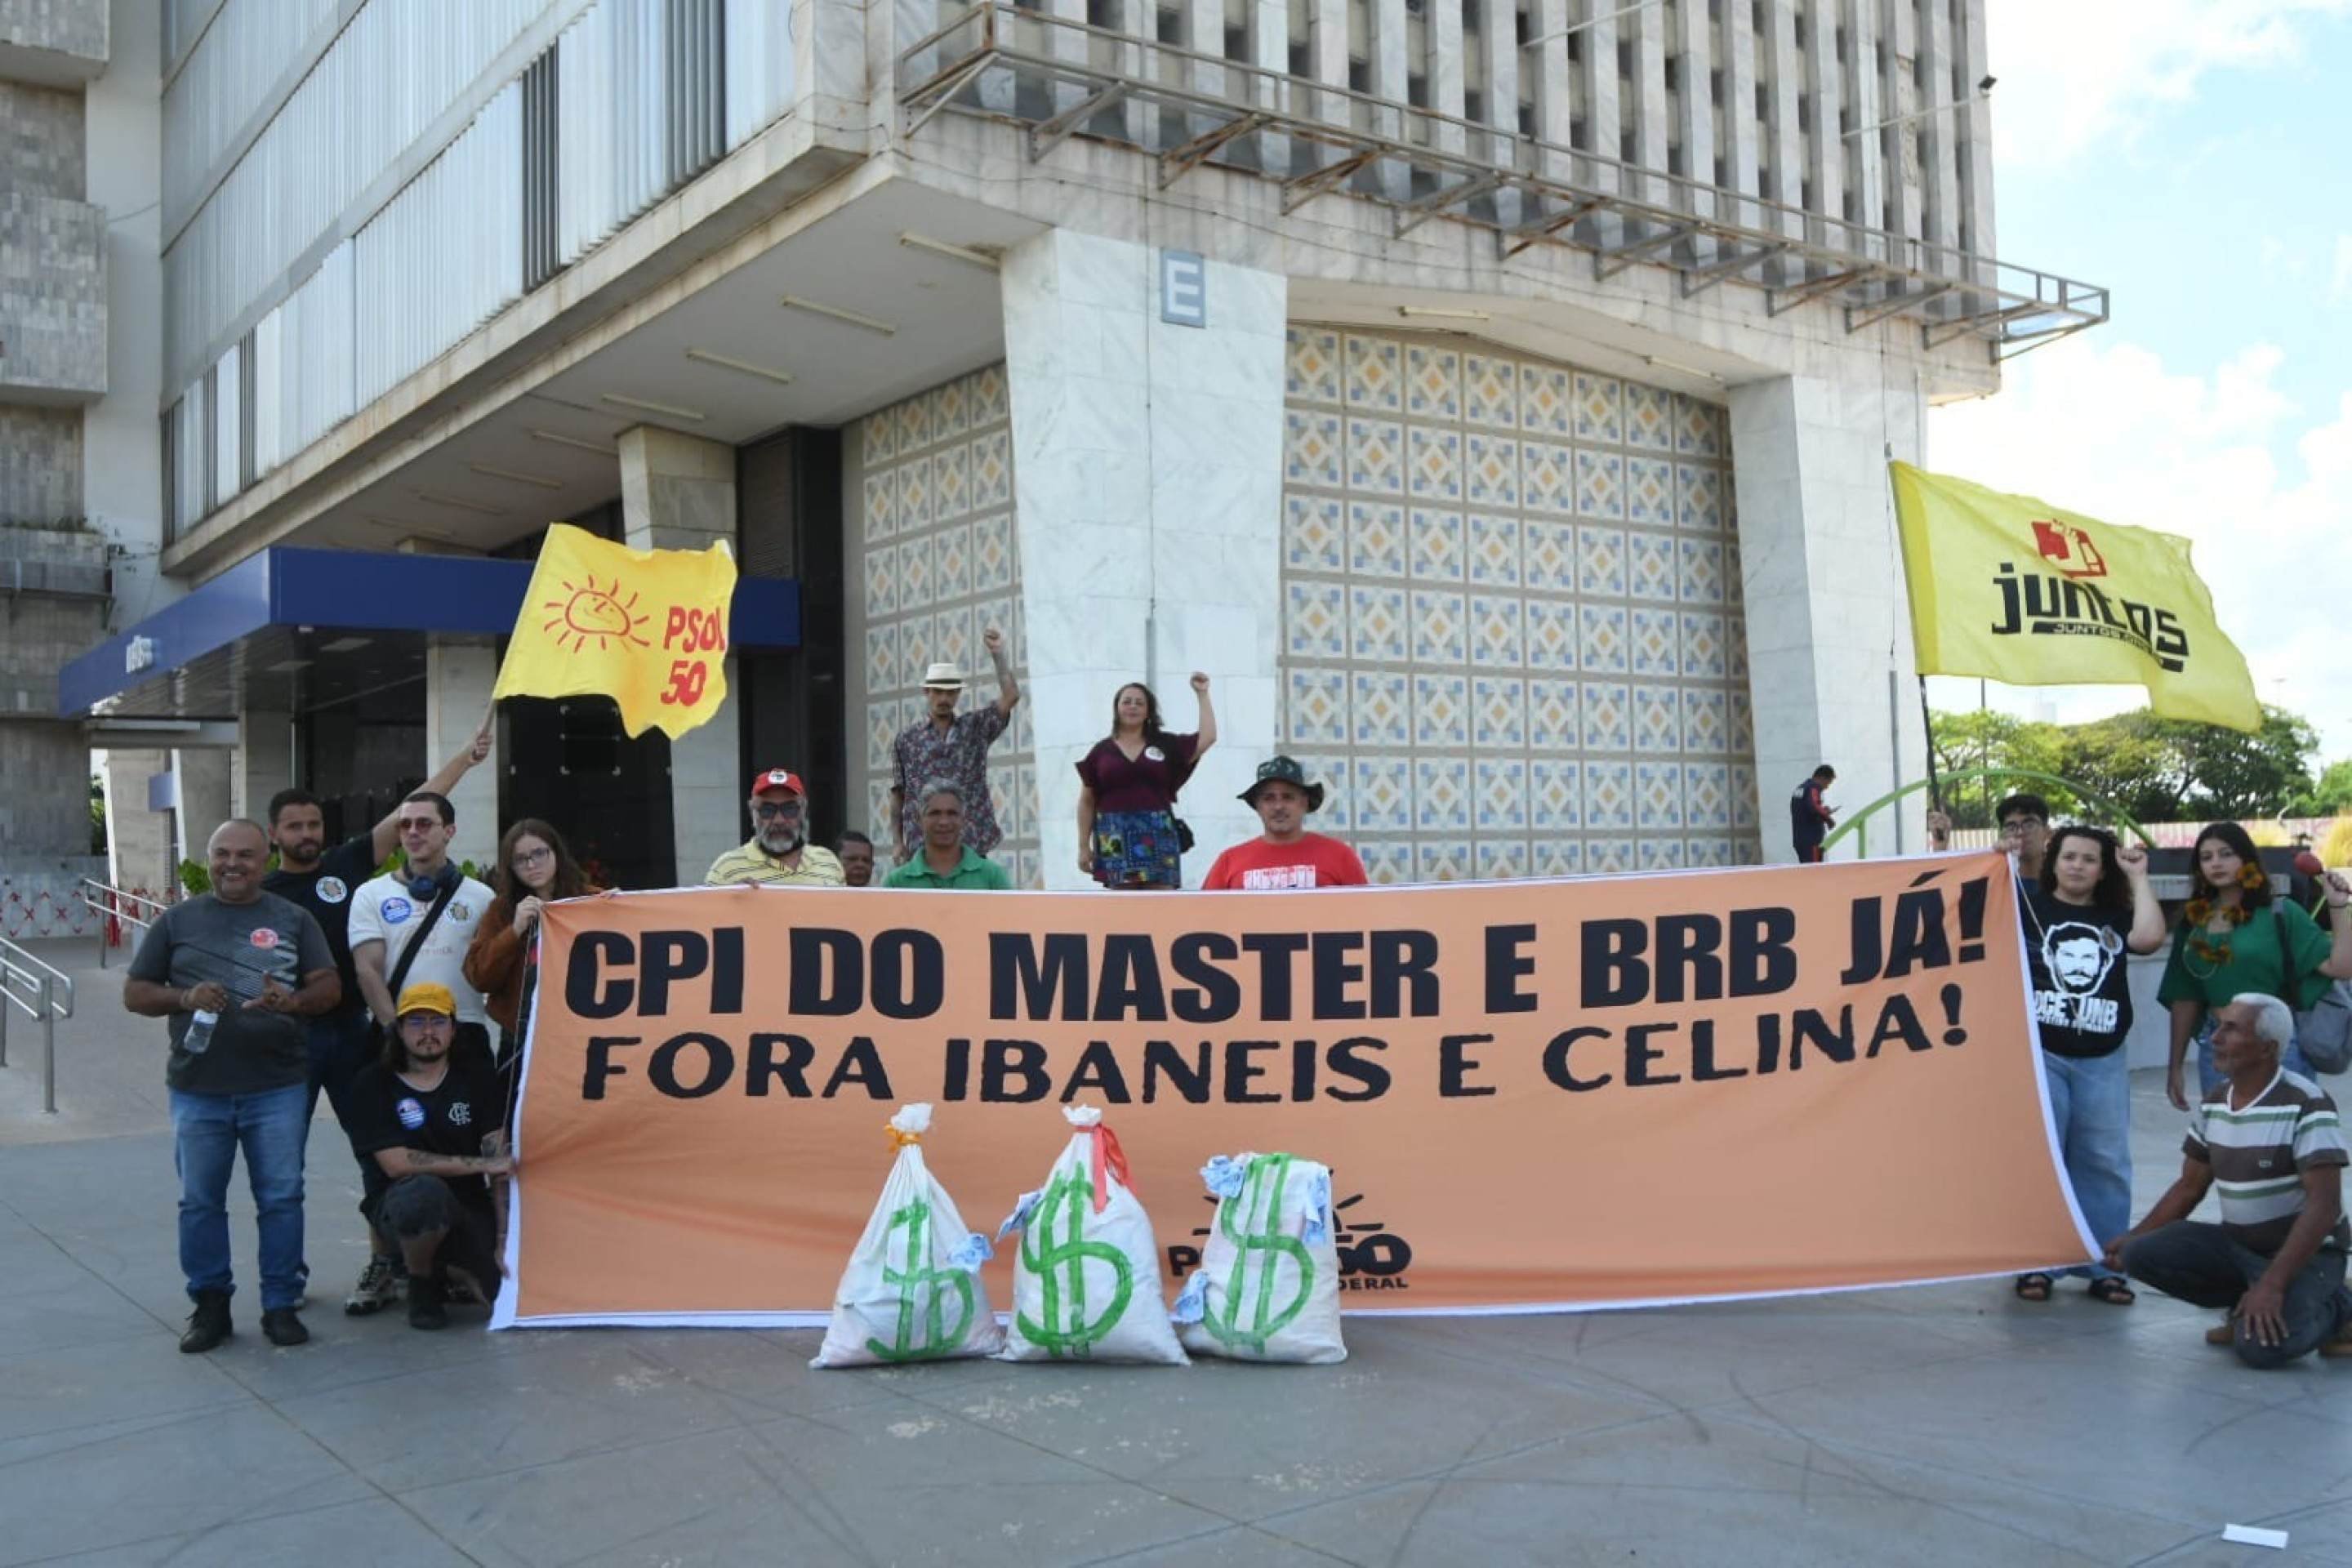 E
PSOL
50
juntos
CPI DO MASTER E BRB JÁ!
FORA IBANEIS E CELINA!
$
$
$